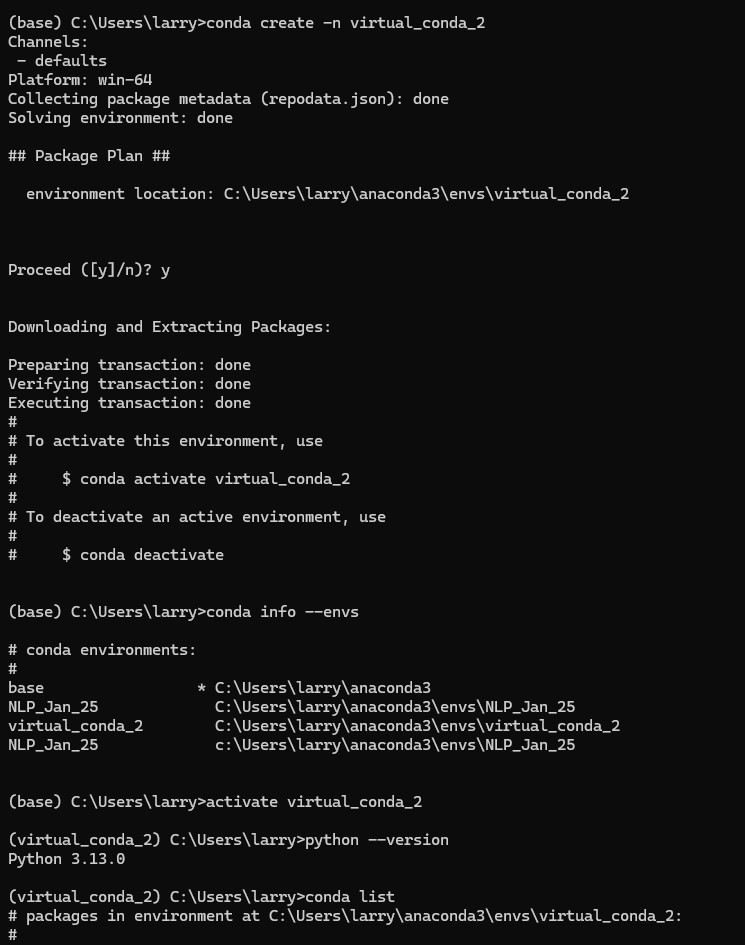 (base) C:\Users\larry>conda create -n virtual_conda_2
Channels:
 - defaults
Platform: win-64
Collecting package metadata (repodata.json): done
Solving environment: done
## Package Plan ##
  environment location: C:\Users\larry\anaconda3\envs\virtual_conda_2
Proceed ([y]/n)? y
Downloading and Extracting Packages:
Preparing transaction: done
Verifying transaction: done
Executing transaction: done
#
# To activate this environment, use
#
#     $ conda activate virtual_conda_2
#
# To deactivate an active environment, use
#
#     $ conda deactivate
(base) C:\Users\larry>conda info --envs
# conda environments:
#
base                 * C:\Users\larry\anaconda3
NLP_Jan_25             C:\Users\larry\anaconda3\envs\NLP_Jan_25
virtual_conda_2        C:\Users\larry\anaconda3\envs\virtual_conda_2
NLP_Jan_25             c:\Users\larry\anaconda3\envs\NLP_Jan_25
(base) C:\Users\larry>activate virtual_conda_2
(virtual_conda_2) C:\Users\larry>python --version
Python 3.13.0
(virtual_conda_2) C:\Users\larry>conda list
# packages in environment at C:\Users\larry\anaconda3\envs\virtual_conda_2:
#